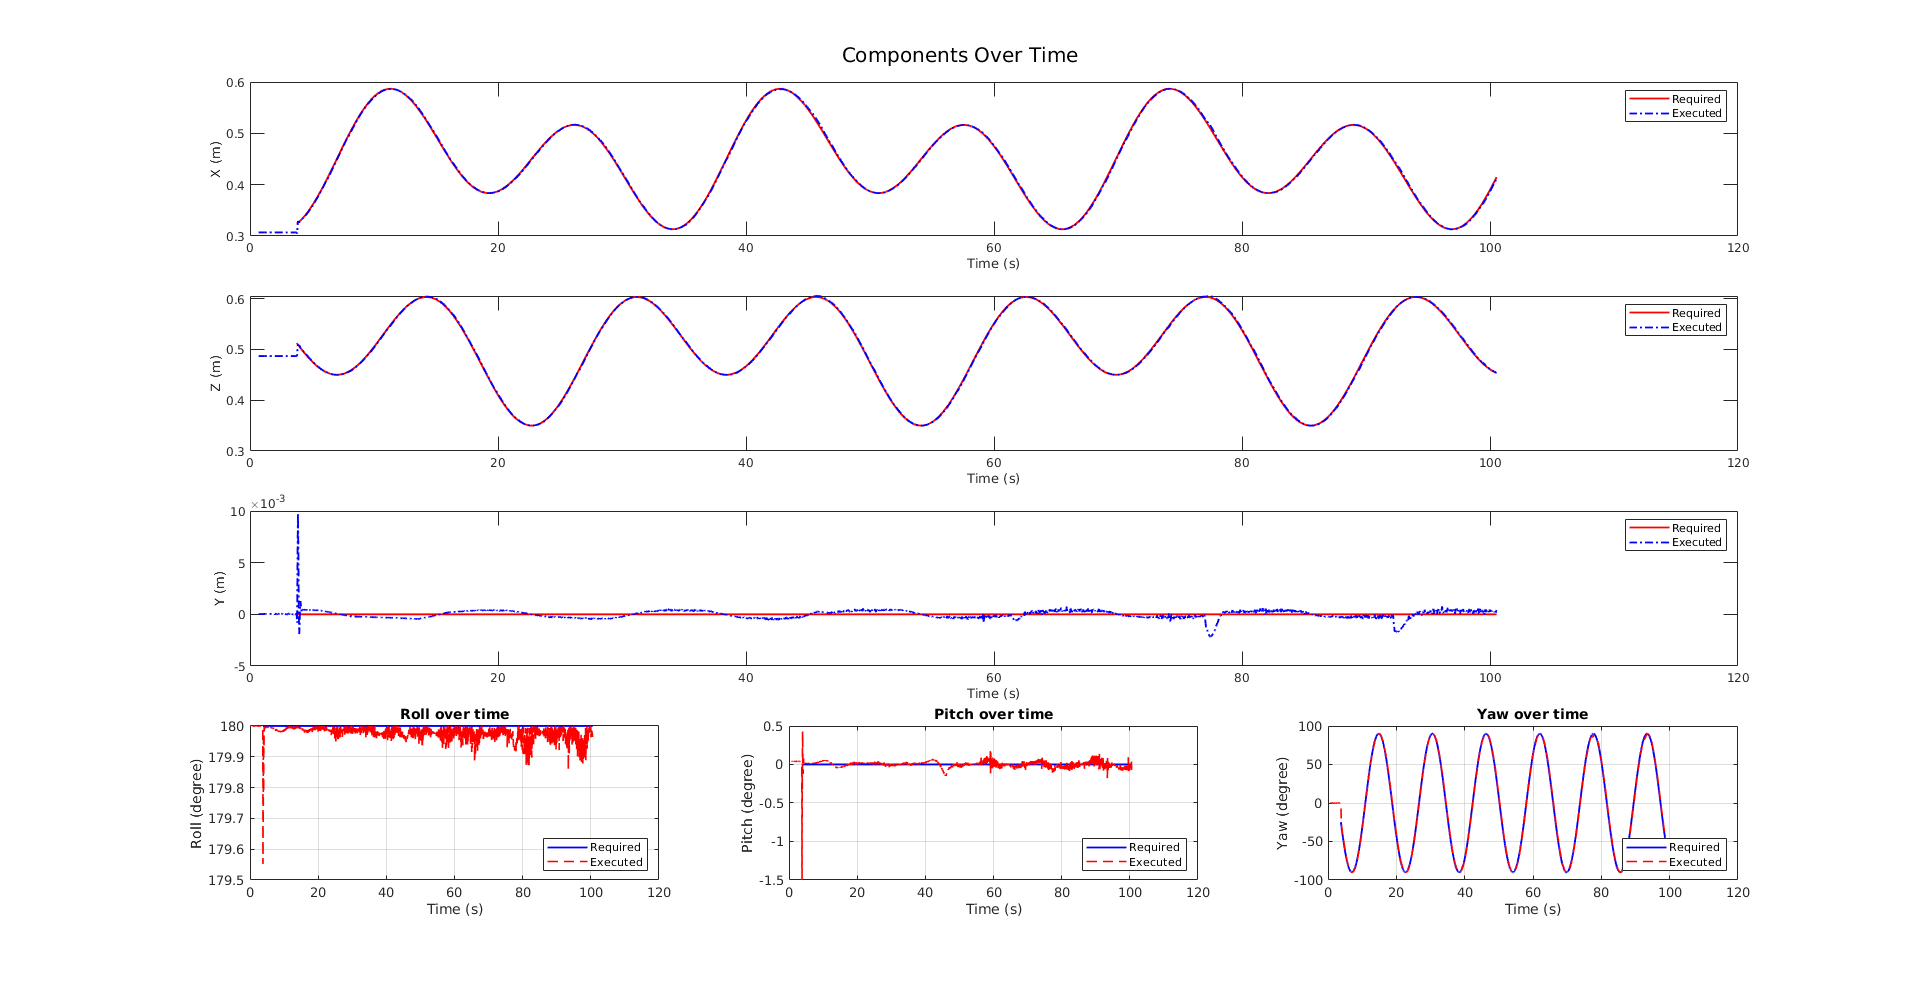 Components Over Time
0.6
0.5
0.4
0.3
X (m)
Required
Executed
0 20 40 60 80 100 120
Time (s)
0.6
0.5
0.4
0.3
Z (m)
Required
Executed
0 20 40 60 80 100 120
Time (s)
×10⁻³
10
5
0
-5
Y (m)
Required
Executed
0 20 40 60 80 100 120
Time (s)
Roll over time
180
179.9
179.8
179.7
179.6
179.5
Roll (degree)
Required
Executed
0 20 40 60 80 100 120
Time (s)
Pitch over time
0.5
0
-0.5
-1
-1.5
Pitch (degree)
Required
Executed
0 20 40 60 80 100 120
Time (s)
Yaw over time
100
50
0
-50
-100
Yaw (degree)
Required
Executed
0 20 40 60 80 100 120
Time (s)